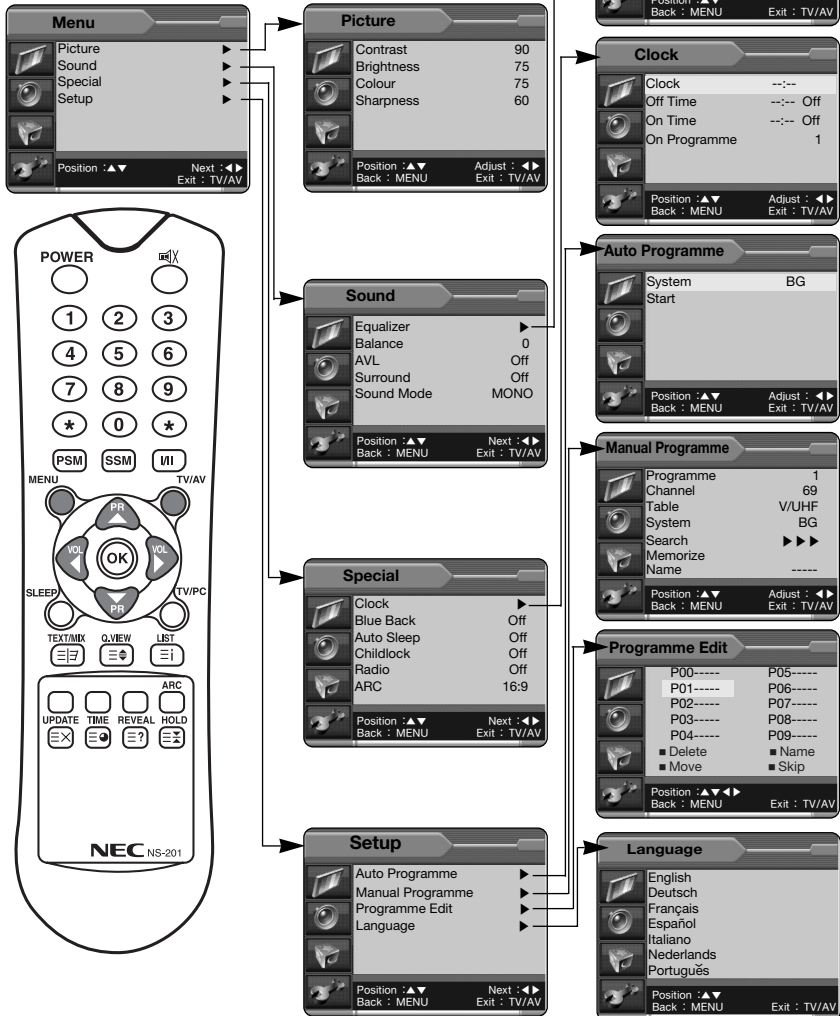 Menu
Picture ▶
Sound ▶
Special ▶
Setup ▶
Position :▲▼ Next :◀▶
Exit : TV/AV
Picture
Contrast 90
Brightness 75
Colour 75
Sharpness 60
Position :▲▼ Adjust : ◀▶
Back : MENU Exit : TV/AV
Back : MENU Exit : TV/AV
Clock
Clock --:--
Off Time --:-- Off
On Time --:-- Off
On Programme 1
Position :▲▼ Adjust : ◀▶
Back : MENU Exit : TV/AV
POWER
1 2 3
4 5 6
7 8 9
* 0 *
PSM SSM I/II
MENU TV/AV
PR
VOL OK VOL
PR
SLEEP TV/PC
TEXT/MIX Q.VIEW LIST
i
ARC
UPDATE TIME REVEAL HOLD
?
NEC NS-201
Sound
Equalizer ▶
Balance 0
AVL Off
Surround Off
Sound Mode MONO
Position :▲▼ Next :◀▶
Back : MENU Exit : TV/AV
Auto Programme
System BG
Start
Position :▲▼ Adjust : ◀▶
Back : MENU Exit : TV/AV
Manual Programme
Programme 1
Channel 69
Table V/UHF
System BG
Search ▶▶▶
Memorize
Name -----
Position :▲▼ Adjust : ◀▶
Back : MENU Exit : TV/AV
Special
Clock ▶
Blue Back Off
Auto Sleep Off
Childlock Off
Radio Off
ARC 16:9
Position :▲▼ Next :◀▶
Back : MENU Exit : TV/AV
Programme Edit
P00----- P05-----
P01----- P06-----
P02----- P07-----
P03----- P08-----
P04----- P09-----
■ Delete ■ Name
■ Move ■ Skip
Position :▲▼◀▶
Back : MENU Exit : TV/AV
Setup
Auto Programme ▶
Manual Programme ▶
Programme Edit ▶
Language ▶
Position :▲▼ Next :◀▶
Back : MENU Exit : TV/AV
Language
English
Deutsch
Français
Español
Italiano
Nederlands
Portuguěs
Position :▲▼
Back : MENU Exit : TV/AV